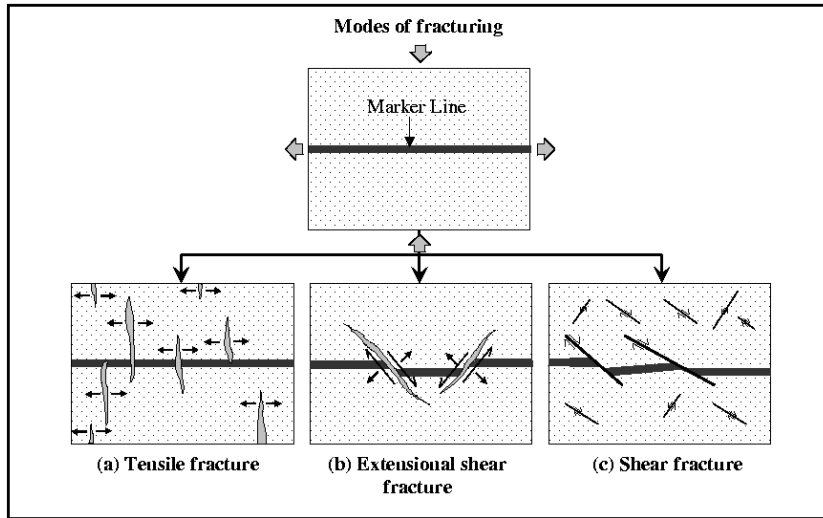 Modes of fracturing
Marker Line
(a) Tensile fracture
(b) Extensional shear
fracture
(c) Shear fracture